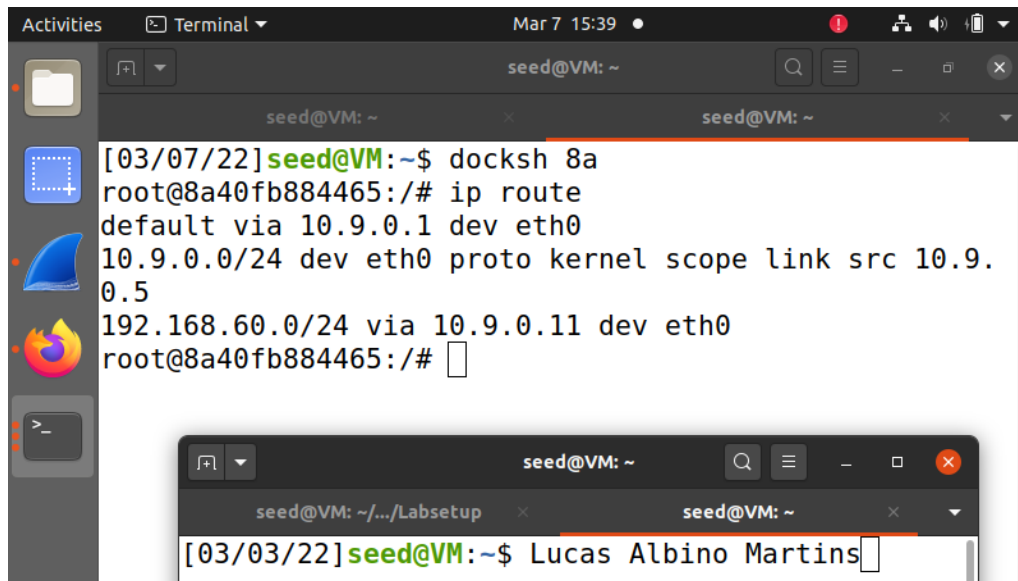 Activities Terminal Mar 7 15:39
seed@VM: ~
seed@VM: ~ seed@VM: ~
[03/07/22]seed@VM:~$ docksh 8a
root@8a40fb884465:/# ip route
default via 10.9.0.1 dev eth0
10.9.0.0/24 dev eth0 proto kernel scope link src 10.9.
0.5
192.168.60.0/24 via 10.9.0.11 dev eth0
root@8a40fb884465:/#
seed@VM: ~
seed@VM: ~/.../Labsetup seed@VM: ~
[03/03/22]seed@VM:~$ Lucas Albino Martins